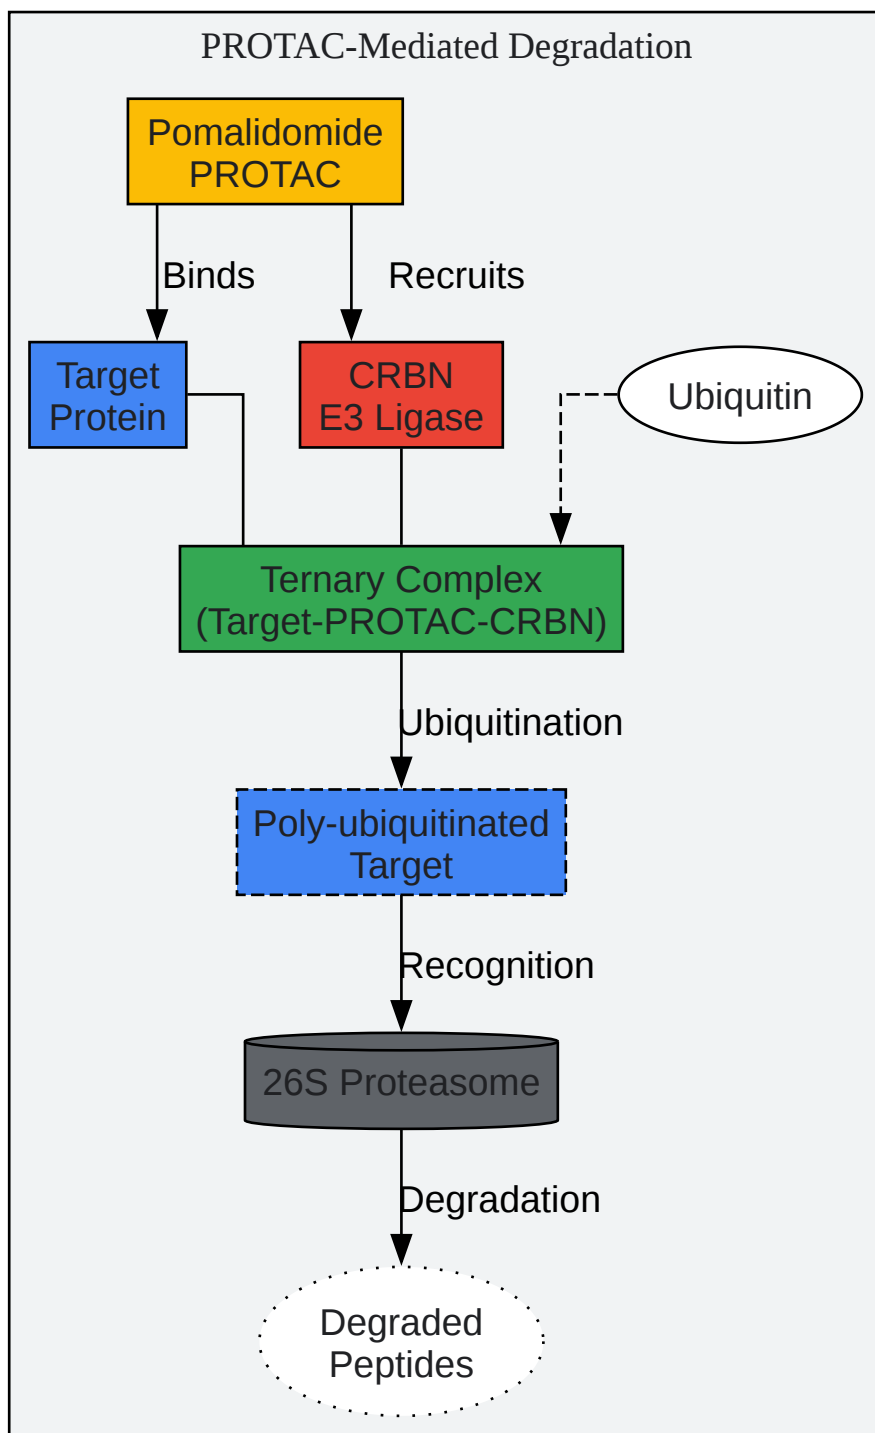 PROTAC-Mediated Degradation
Pomalidomide
PROTAC
Binds
Recruits
Target
Protein
CRBN
E3 Ligase
Ubiquitin
Ternary Complex
(Target-PROTAC-CRBN)
Ubiquitination
Poly-ubiquitinated
Target
Recognition
26S Proteasome
Degradation
Degraded
Peptides